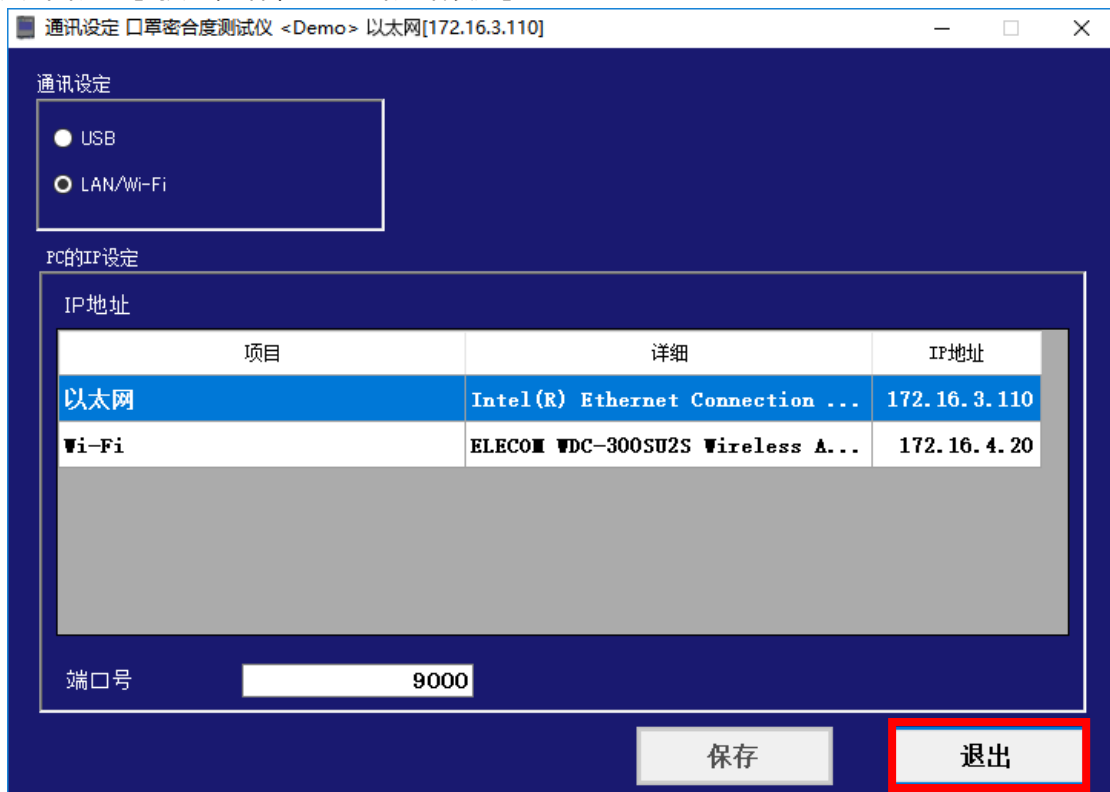 通讯设定 口罩密合度测试仪 <Demo> 以太网[172.16.3.110]
通讯设定
USB
LAN/Wi-Fi
PC的IP设定
IP地址
项目 详细 IP地址
以太网 Intel(R) Ethernet Connection ... 172.16.3.110
Wi-Fi ELECOM WDC-300SU2S Wireless A... 172.16.4.20
端口号 9000
保存 退出